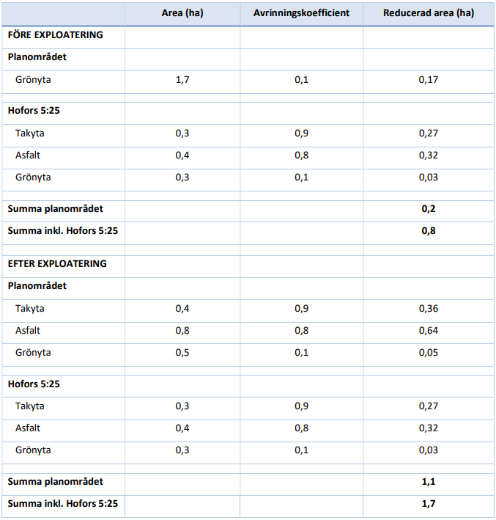 Area (ha) Avrinningskoefficient Reducerad area (ha)
FÖRE EXPLOATERING
Planområdet
Grönyta 1,7 0,1 0,17
Hofors 5:25
Takyta 0,3 0,9 0,27
Asfalt 0,4 0,8 0,32
Grönyta 0,3 0,1 0,03
Summa planområdet 0,2
Summa inkl. Hofors 5:25 0,8
EFTER EXPLOATERING
Planområdet
Takyta 0,4 0,9 0,36
Asfalt 0,8 0,8 0,64
Grönyta 0,5 0,1 0,05
Hofors 5:25
Takyta 0,3 0,9 0,27
Asfalt 0,4 0,8 0,32
Grönyta 0,3 0,1 0,03
Summa planområdet 1,1
Summa inkl. Hofors 5:25 1,7